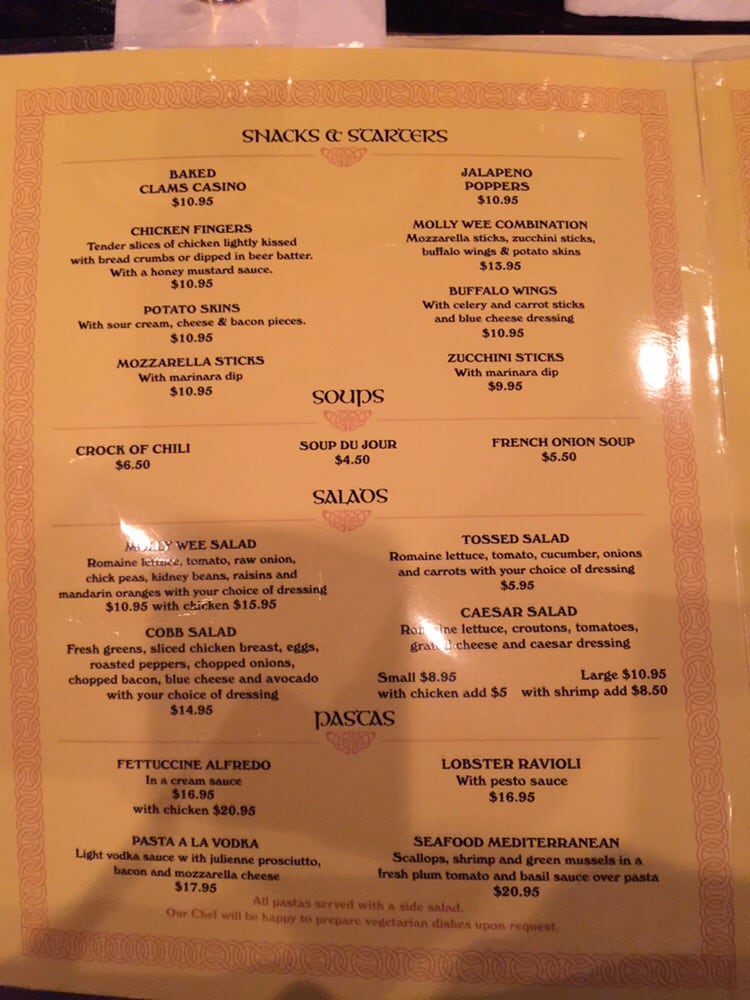 SNACKS & STARTERS
BAKED
CLAMS CASINO
$10.95
CHICKEN FINGERS
Tender slices of chicken lightly kissed
with bread crumbs or dipped in beer batter.
With a honey mustard sauce.
$10.95
POTATO SKINS
With sour cream, cheese & bacon pieces.
$10.95
MOZZARELLA STICKS
With marinara dip
$10.95
JALAPENO
POPPERS
$10.95
MOLLY WEE COMBINATION
Mozzarella sticks, zucchini sticks,
buffalo wings & potato skins
$13.95
BUFFALO WINGS
With celery and carrot sticks
and blue cheese dressing
$10.95
ZUCCHINI STICKS
With marinara dip
$9.95
SOUPS
CROCK OF CHILI
$6.50
SOUP DU JOUR
$4.50
FRENCH ONION SOUP
$5.50
SALADS
MOLLY WEE SALAD
Romaine lettuce, tomato, raw onion,
chick peas, kidney beans, raisins and
mandarin oranges with your choice of dressing
$10.95 with chicken $15.95
COBB SALAD
Fresh greens, sliced chicken breast, eggs,
roasted peppers, chopped onions,
chopped bacon, blue cheese and avocado
with your choice of dressing
$14.95
TOSSED SALAD
Romaine lettuce, tomato, cucumber, onions
and carrots with your choice of dressing
$5.95
CAESAR SALAD
Romaine lettuce, croutons, tomatoes,
grated cheese and caesar dressing
Small $8.95 Large $10.95
with chicken add $5 with shrimp add $8.50
PASTAS
FETTUCCINE ALFREDO
In a cream sauce
$16.95
with chicken $20.95
PASTA A LA VODKA
Light vodka sauce w ith julienne prosciutto,
bacon and mozzarella cheese
$17.95
LOBSTER RAVIOLI
With pesto sauce
$16.95
SEAFOOD MEDITERRANEAN
Scallops, shrimp and green mussels in a
fresh plum tomato and basil sauce over pasta
$20.95
All pastas served with a side salad.
Our Chef will be happy to prepare vegetarian dishes upon request.